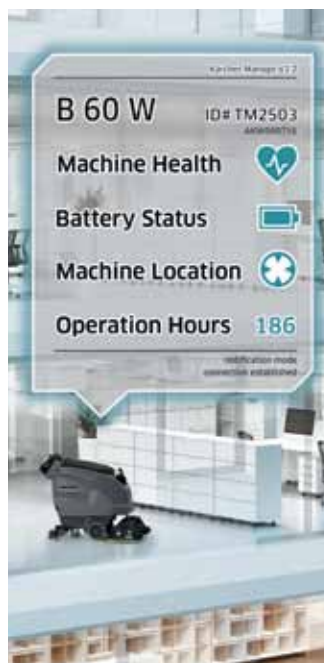 Kärcher Manage v1.2
B 60 W
ID# TM2503
Machine Health
Battery Status
Machine Location
Operation Hours 186
notification mode
connection established